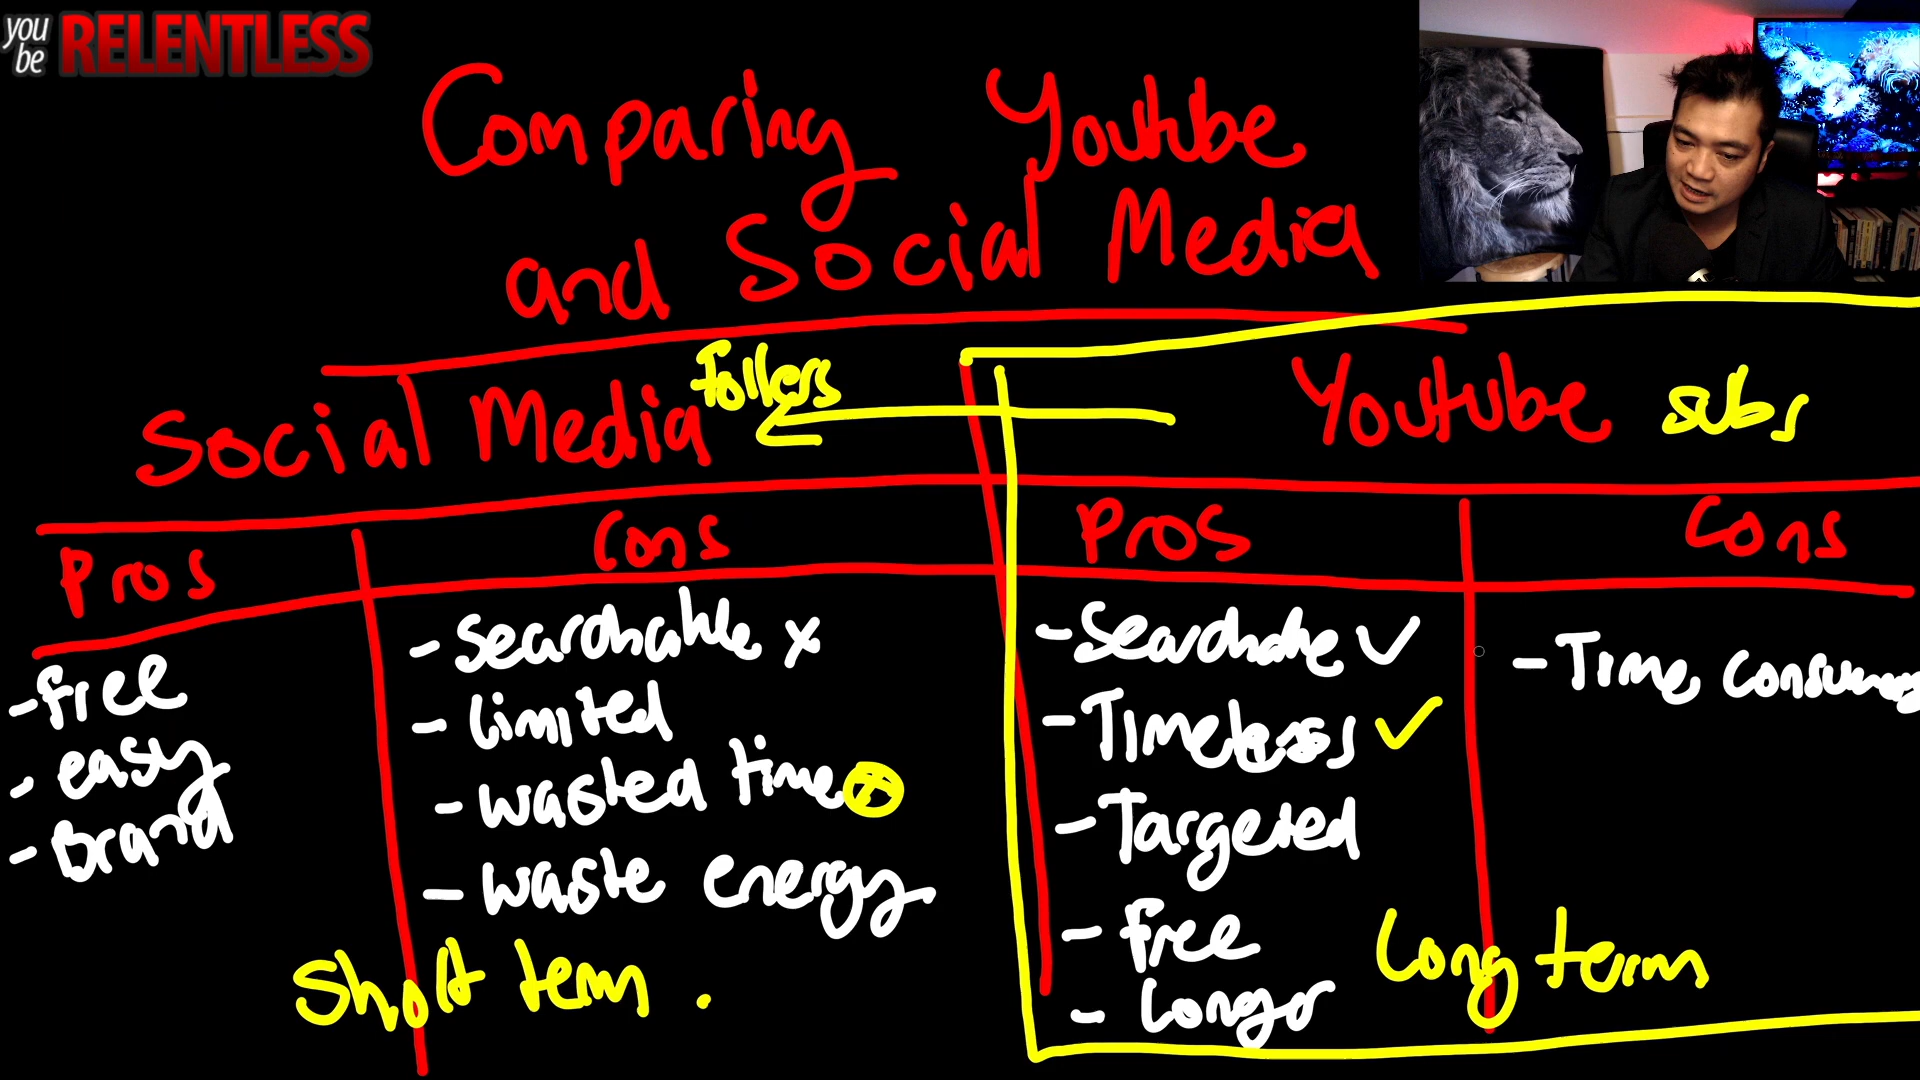 you be RELENTLESS
Comparing Youtube
and Social Media
Social Media Follers
Youtube subs
Pros
Cons
Pros
Cons
- free
- easy
- Brand
- Searchable x
- Limited
- wasted time
- waste energy
Short term .
- Searchable ✓
- Timeless ✓
- Targeted
- free
- Longer
- Time consuming
Long term